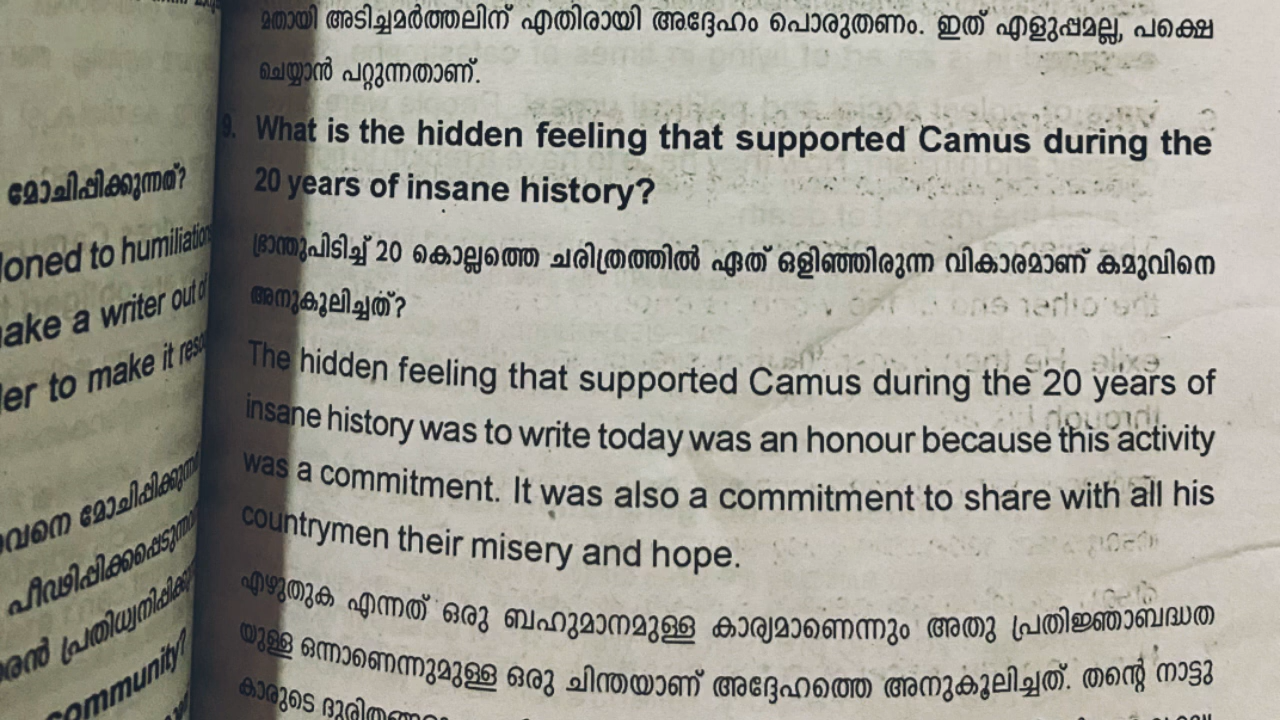 മോചിപ്പിക്കുന്നത്?
to humiliation
make a writer out of
to make it
മോചിപ്പിക്കുന്ന
പീഢിപ്പിക്കപ്പെടുന്ന
community?
മതായി അടിച്ചമർത്തലിന് എതിരായി അദ്ദേഹം പൊരുതണം. ഇത് എളുപ്പമല്ല, പക്ഷെ
ചെയ്യാൻ പറ്റുന്നതാണ്.
9. What is the hidden feeling that supported Camus during the
20 years of insane history?
ഭ്രാന്തുപിടിച്ച് 20 കൊല്ലത്തെ ചരിത്രത്തിൽ ഏത് ഒളിഞ്ഞിരുന്ന വികാരമാണ് കമുവിനെ
അനുകൂലിച്ചത്?
The hidden feeling that supported Camus during the 20 years of
insane history was to write today was an honour because this activity
was a commitment. It was also a commitment to share with all his
countrymen their misery and hope.
എഴുതുക എന്നത് ഒരു ബഹുമാനമുള്ള കാര്യമാണെന്നും അതു പ്രതിജ്ഞാബദ്ധത
യുള്ള ഒന്നാണെന്നുമുള്ള ഒരു ചിന്തയാണ് അദ്ദേഹത്തെ അനുകൂലിച്ചത്. തന്റെ നാട്ടു
കാരുടെ